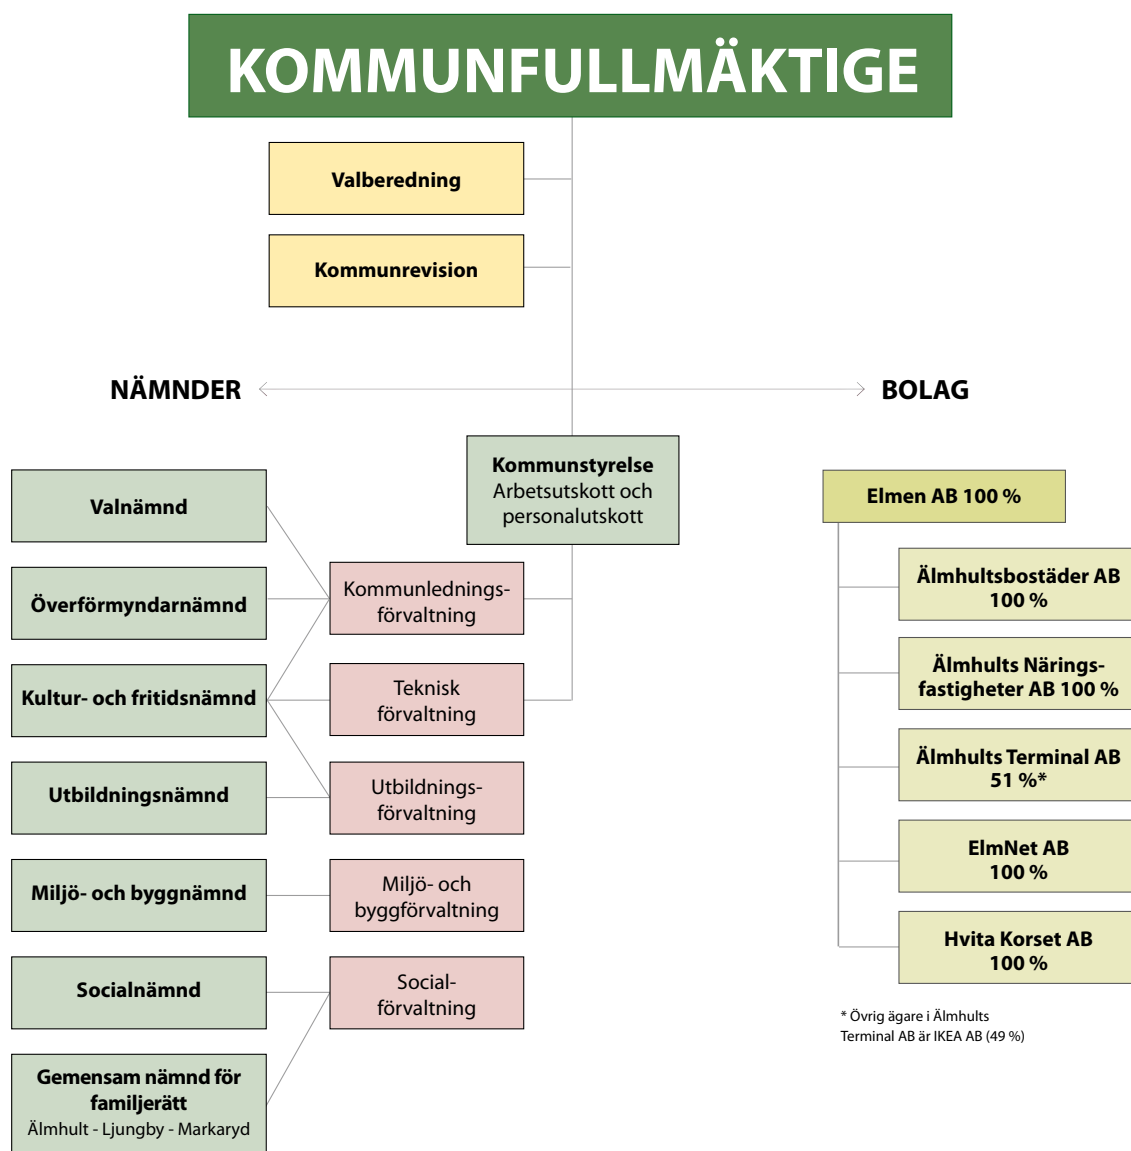 KOMMUNFULLMÄKTIGE
Valberedning
Kommunrevision
NÄMNDER
BOLAG
Kommunstyrelse
Arbetsutskott och
personalutskott
Valnämnd
Överförmyndarnämnd
Kultur- och fritidsnämnd
Utbildningsnämnd
Miljö- och byggnämnd
Socialnämnd
Gemensam nämnd för
familjerätt
Älmhult - Ljungby - Markaryd
Kommunlednings-
förvaltning
Teknisk
förvaltning
Utbildnings-
förvaltning
Miljö- och
byggförvaltning
Social-
förvaltning
Elmen AB 100 %
Älmhultsbostäder AB
100 %
Älmhults Närings-
fastigheter AB 100 %
Älmhults Terminal AB
51 %*
ElmNet AB
100 %
Hvita Korset AB
100 %
* Övrig ägare i Älmhults
Terminal AB är IKEA AB (49 %)